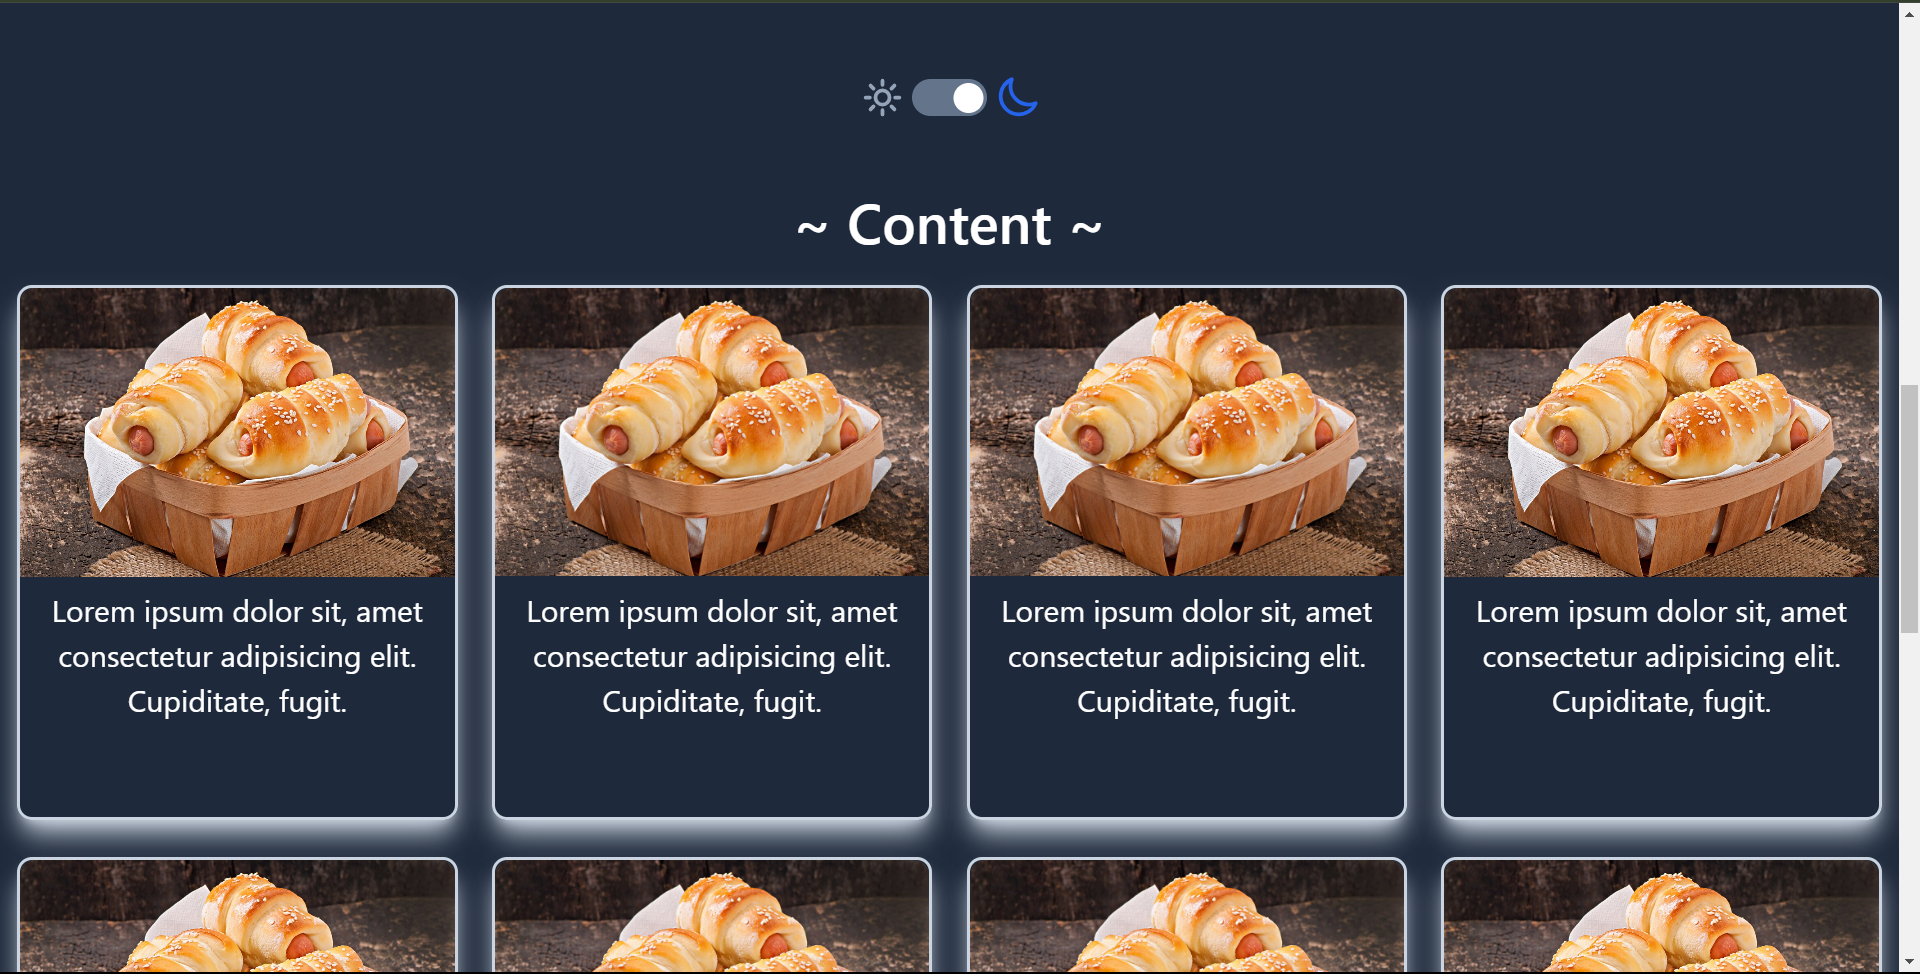 ~ Content ~
Lorem ipsum dolor sit, amet
consectetur adipisicing elit.
Cupiditate, fugit.
Lorem ipsum dolor sit, amet
consectetur adipisicing elit.
Cupiditate, fugit.
Lorem ipsum dolor sit, amet
consectetur adipisicing elit.
Cupiditate, fugit.
Lorem ipsum dolor sit, amet
consectetur adipisicing elit.
Cupiditate, fugit.